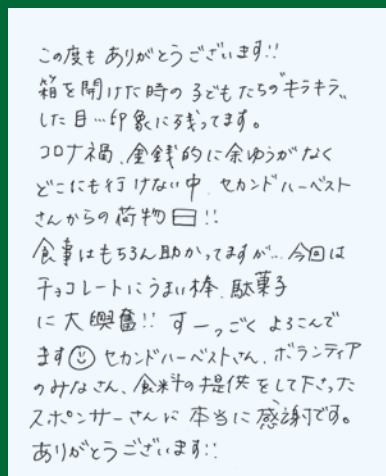 この度も ありがとうございます!!
箱を開けた時の子どもたちの〝キラキラ〟
した目…印象に残ってます。
コロナ禍、金銭的に余ゆうがなく
どこにも行けない中、セカンドハーベスト
さんからの荷物!!
食事はもちろん助かってますが…今回は
チョコレートにうまい棒、駄菓子
に大興奮!! すーっごく よろこんで
ます☺ セカンドハーベストさん、ボランティア
のみなさん、食料の提供をして下さった
スポンサーさんに 本当に感謝です。
ありがとうございます!!